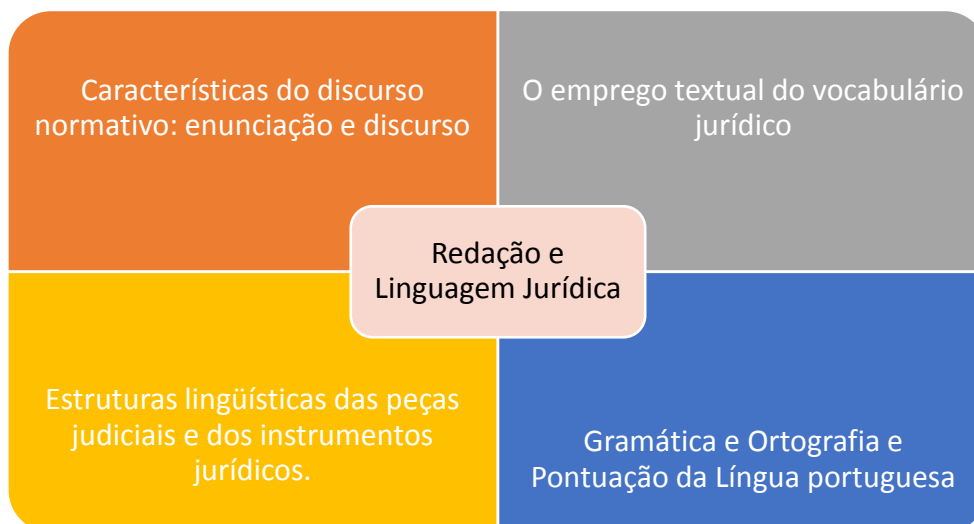 Características do discurso
normativo: enunciação e discurso
O emprego textual do vocabulário
jurídico
Redação e
Linguagem Jurídica
Estruturas lingüísticas das peças
judiciais e dos instrumentos
jurídicos.
Gramática e Ortografia e
Pontuação da Língua portuguesa